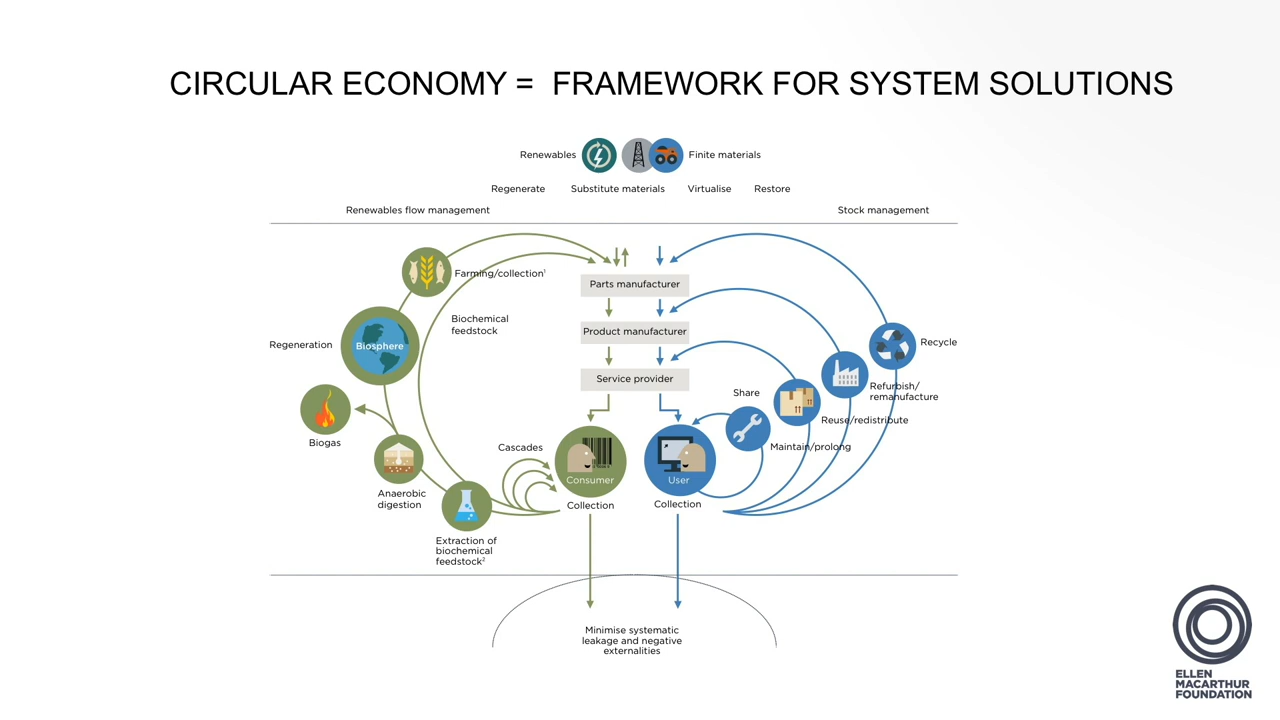 CIRCULAR ECONOMY = FRAMEWORK FOR SYSTEM SOLUTIONS
Renewables
Finite materials
Regenerate
Substitute materials
Virtualise
Restore
Renewables flow management
Stock management
Farming/collection¹
Parts manufacturer
Biochemical
feedstock
Product manufacturer
Regeneration
Biosphere
Recycle
Service provider
Share
Refurbish/
remanufacture
Reuse/redistribute
Biogas
Cascades
Maintain/prolong
Consumer
User
Anaerobic
digestion
Collection
Collection
Extraction of
biochemical
feedstock²
Minimise systematic
leakage and negative
externalities
ELLEN
MACARTHUR
FOUNDATION